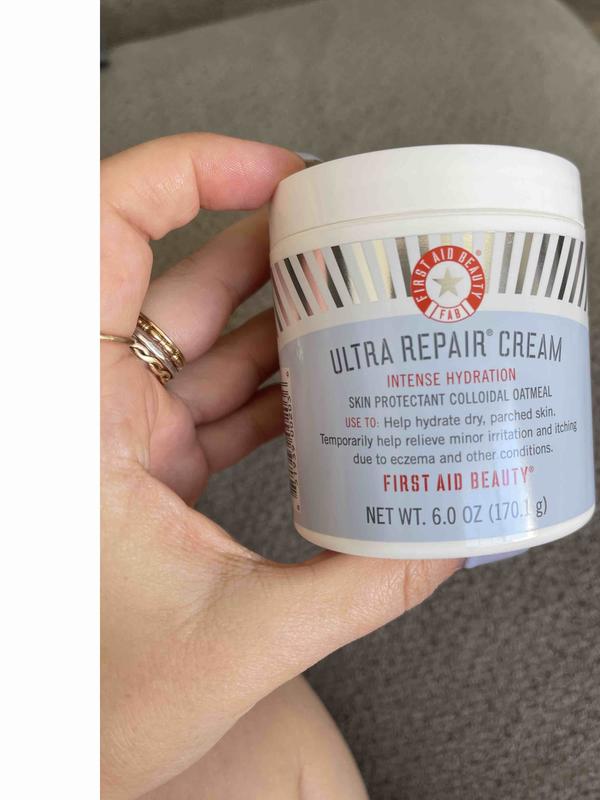 FIRST AID BEAUTY®
FAB
ULTRA REPAIR® CREAM
INTENSE HYDRATION
SKIN PROTECTANT COLLOIDAL OATMEAL
USE TO: Help hydrate dry, parched skin.
Temporarily help relieve minor irritation and itching
due to eczema and other conditions.
FIRST AID BEAUTY®
NET WT. 6.0 OZ (170.1 g)